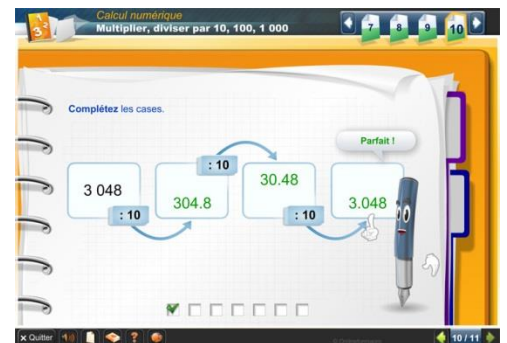 Calcul numérique
Multiplier, diviser par 10, 100, 1 000
7 8 9 10
Complétez les cases.
Parfait !
: 10
3 048
304.8
30.48
3.048
: 10
: 10
x Quitter
?
10 / 11